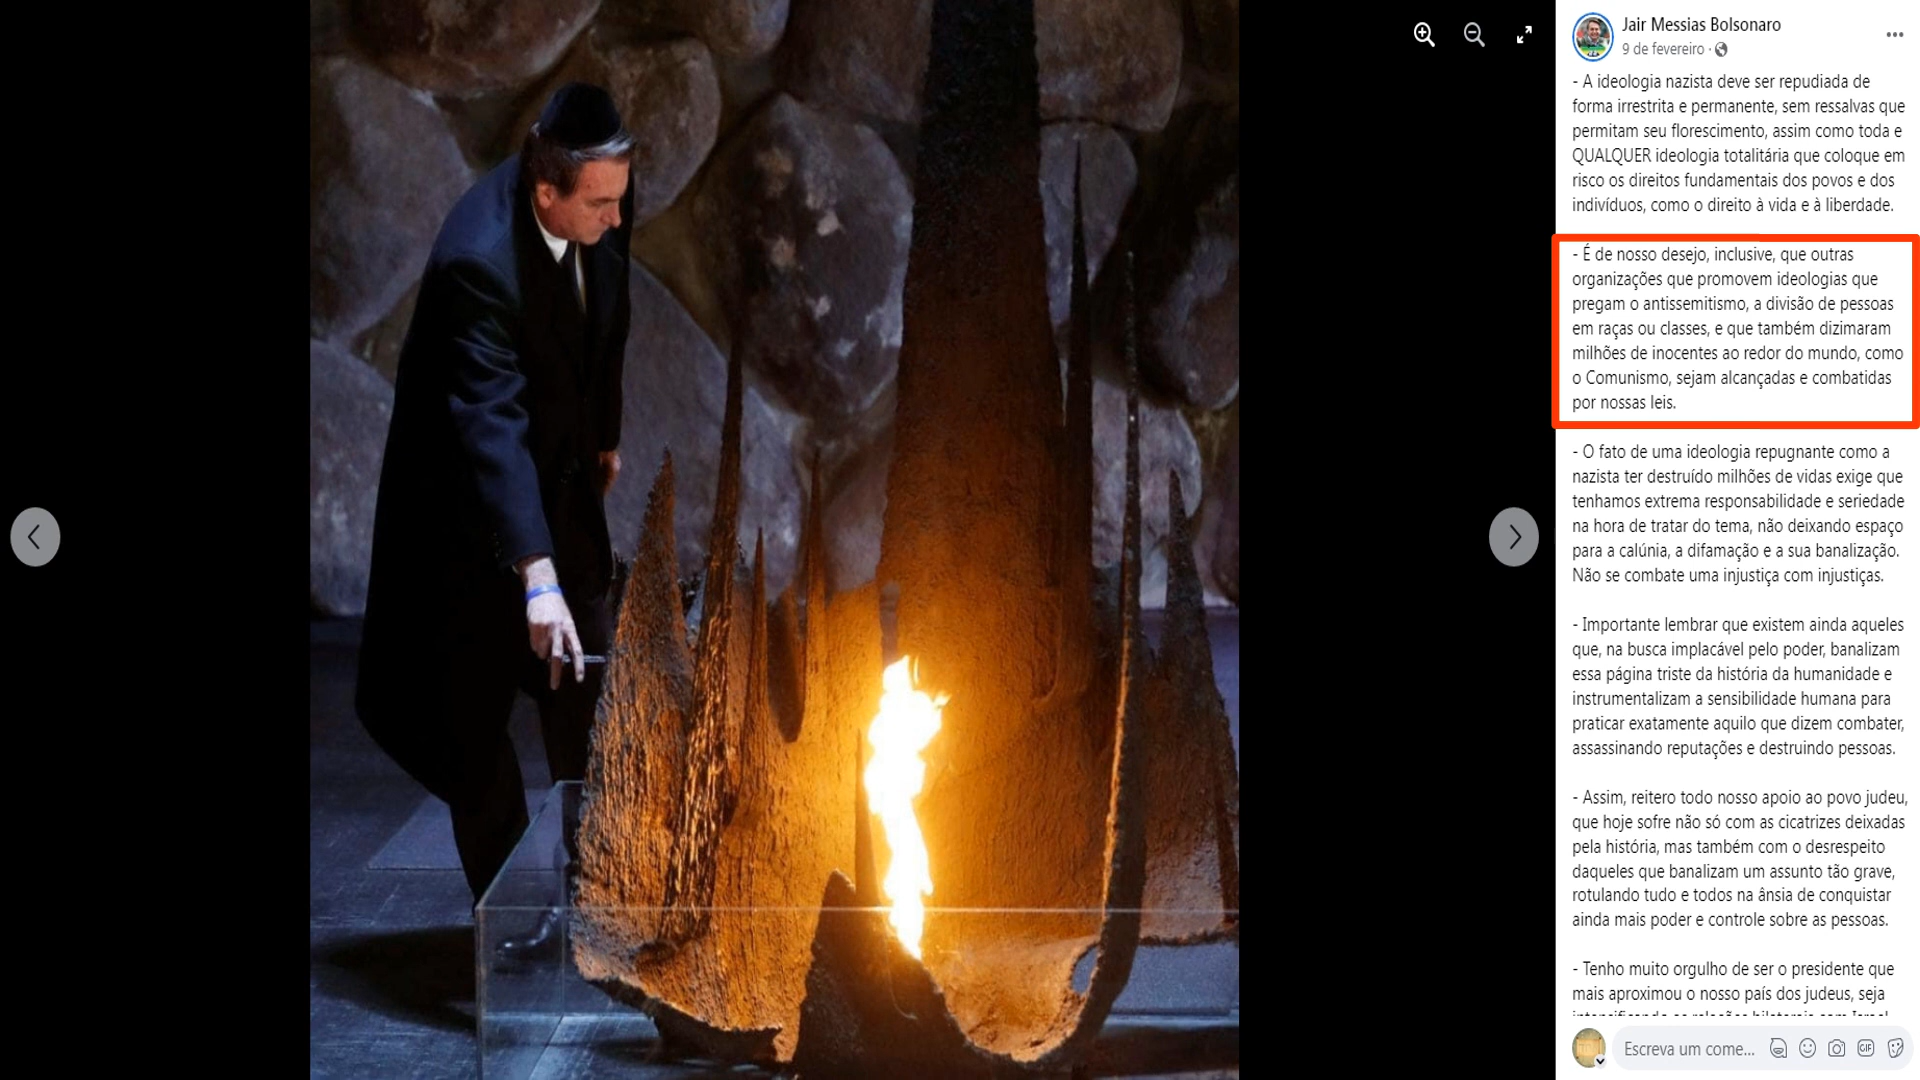 Jair Messias Bolsonaro
9 de fevereiro ·
- A ideologia nazista deve ser repudiada de
forma irrestrita e permanente, sem ressalvas que
permitam seu florescimento, assim como toda e
QUALQUER ideologia totalitária que coloque em
risco os direitos fundamentais dos povos e dos
indivíduos, como o direito à vida e à liberdade.
- É de nosso desejo, inclusive, que outras
organizações que promovem ideologias que
pregam o antissemitismo, a divisão de pessoas
em raças ou classes, e que também dizimaram
milhões de inocentes ao redor do mundo, como
o Comunismo, sejam alcançadas e combatidas
por nossas leis.
- O fato de uma ideologia repugnante como a
nazista ter destruído milhões de vidas exige que
tenhamos extrema responsabilidade e seriedade
na hora de tratar do tema, não deixando espaço
para a calúnia, a difamação e a sua banalização.
Não se combate uma injustiça com injustiças.
- Importante lembrar que existem ainda aqueles
que, na busca implacável pelo poder, banalizam
essa página triste da história da humanidade e
instrumentalizam a sensibilidade humana para
praticar exatamente aquilo que dizem combater,
assassinando reputações e destruindo pessoas.
- Assim, reitero todo nosso apoio ao povo judeu,
que hoje sofre não só com as cicatrizes deixadas
pela história, mas também com o desrespeito
daqueles que banalizam um assunto tão grave,
rotulando tudo e todos na ânsia de conquistar
ainda mais poder e controle sobre as pessoas.
- Tenho muito orgulho de ser o presidente que
mais aproximou o nosso país dos judeus, seja
Escreva um come...
GIF